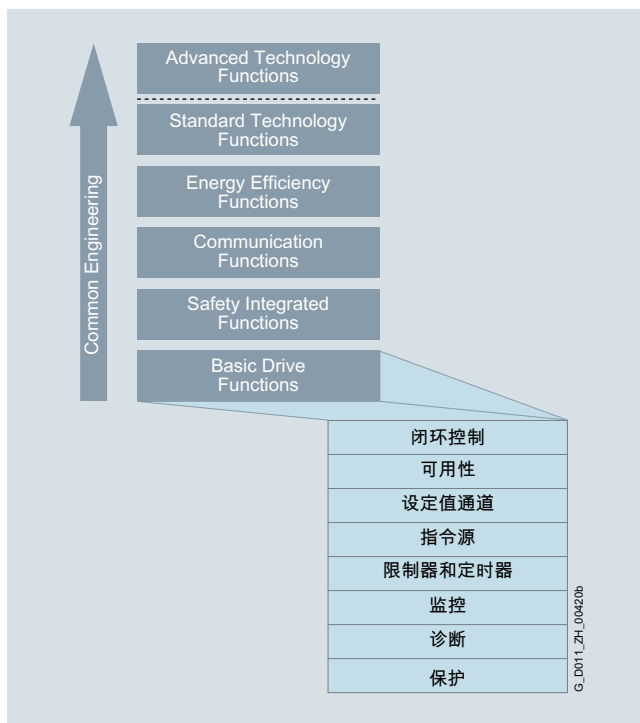 Common Engineering
Advanced Technology
Functions
Standard Technology
Functions
Energy Efficiency
Functions
Communication
Functions
Safety Integrated
Functions
Basic Drive
Functions
闭环控制
可用性
设定值通道
指令源
限制器和定时器
监控
诊断
保护
G_D011_ZH_00420b